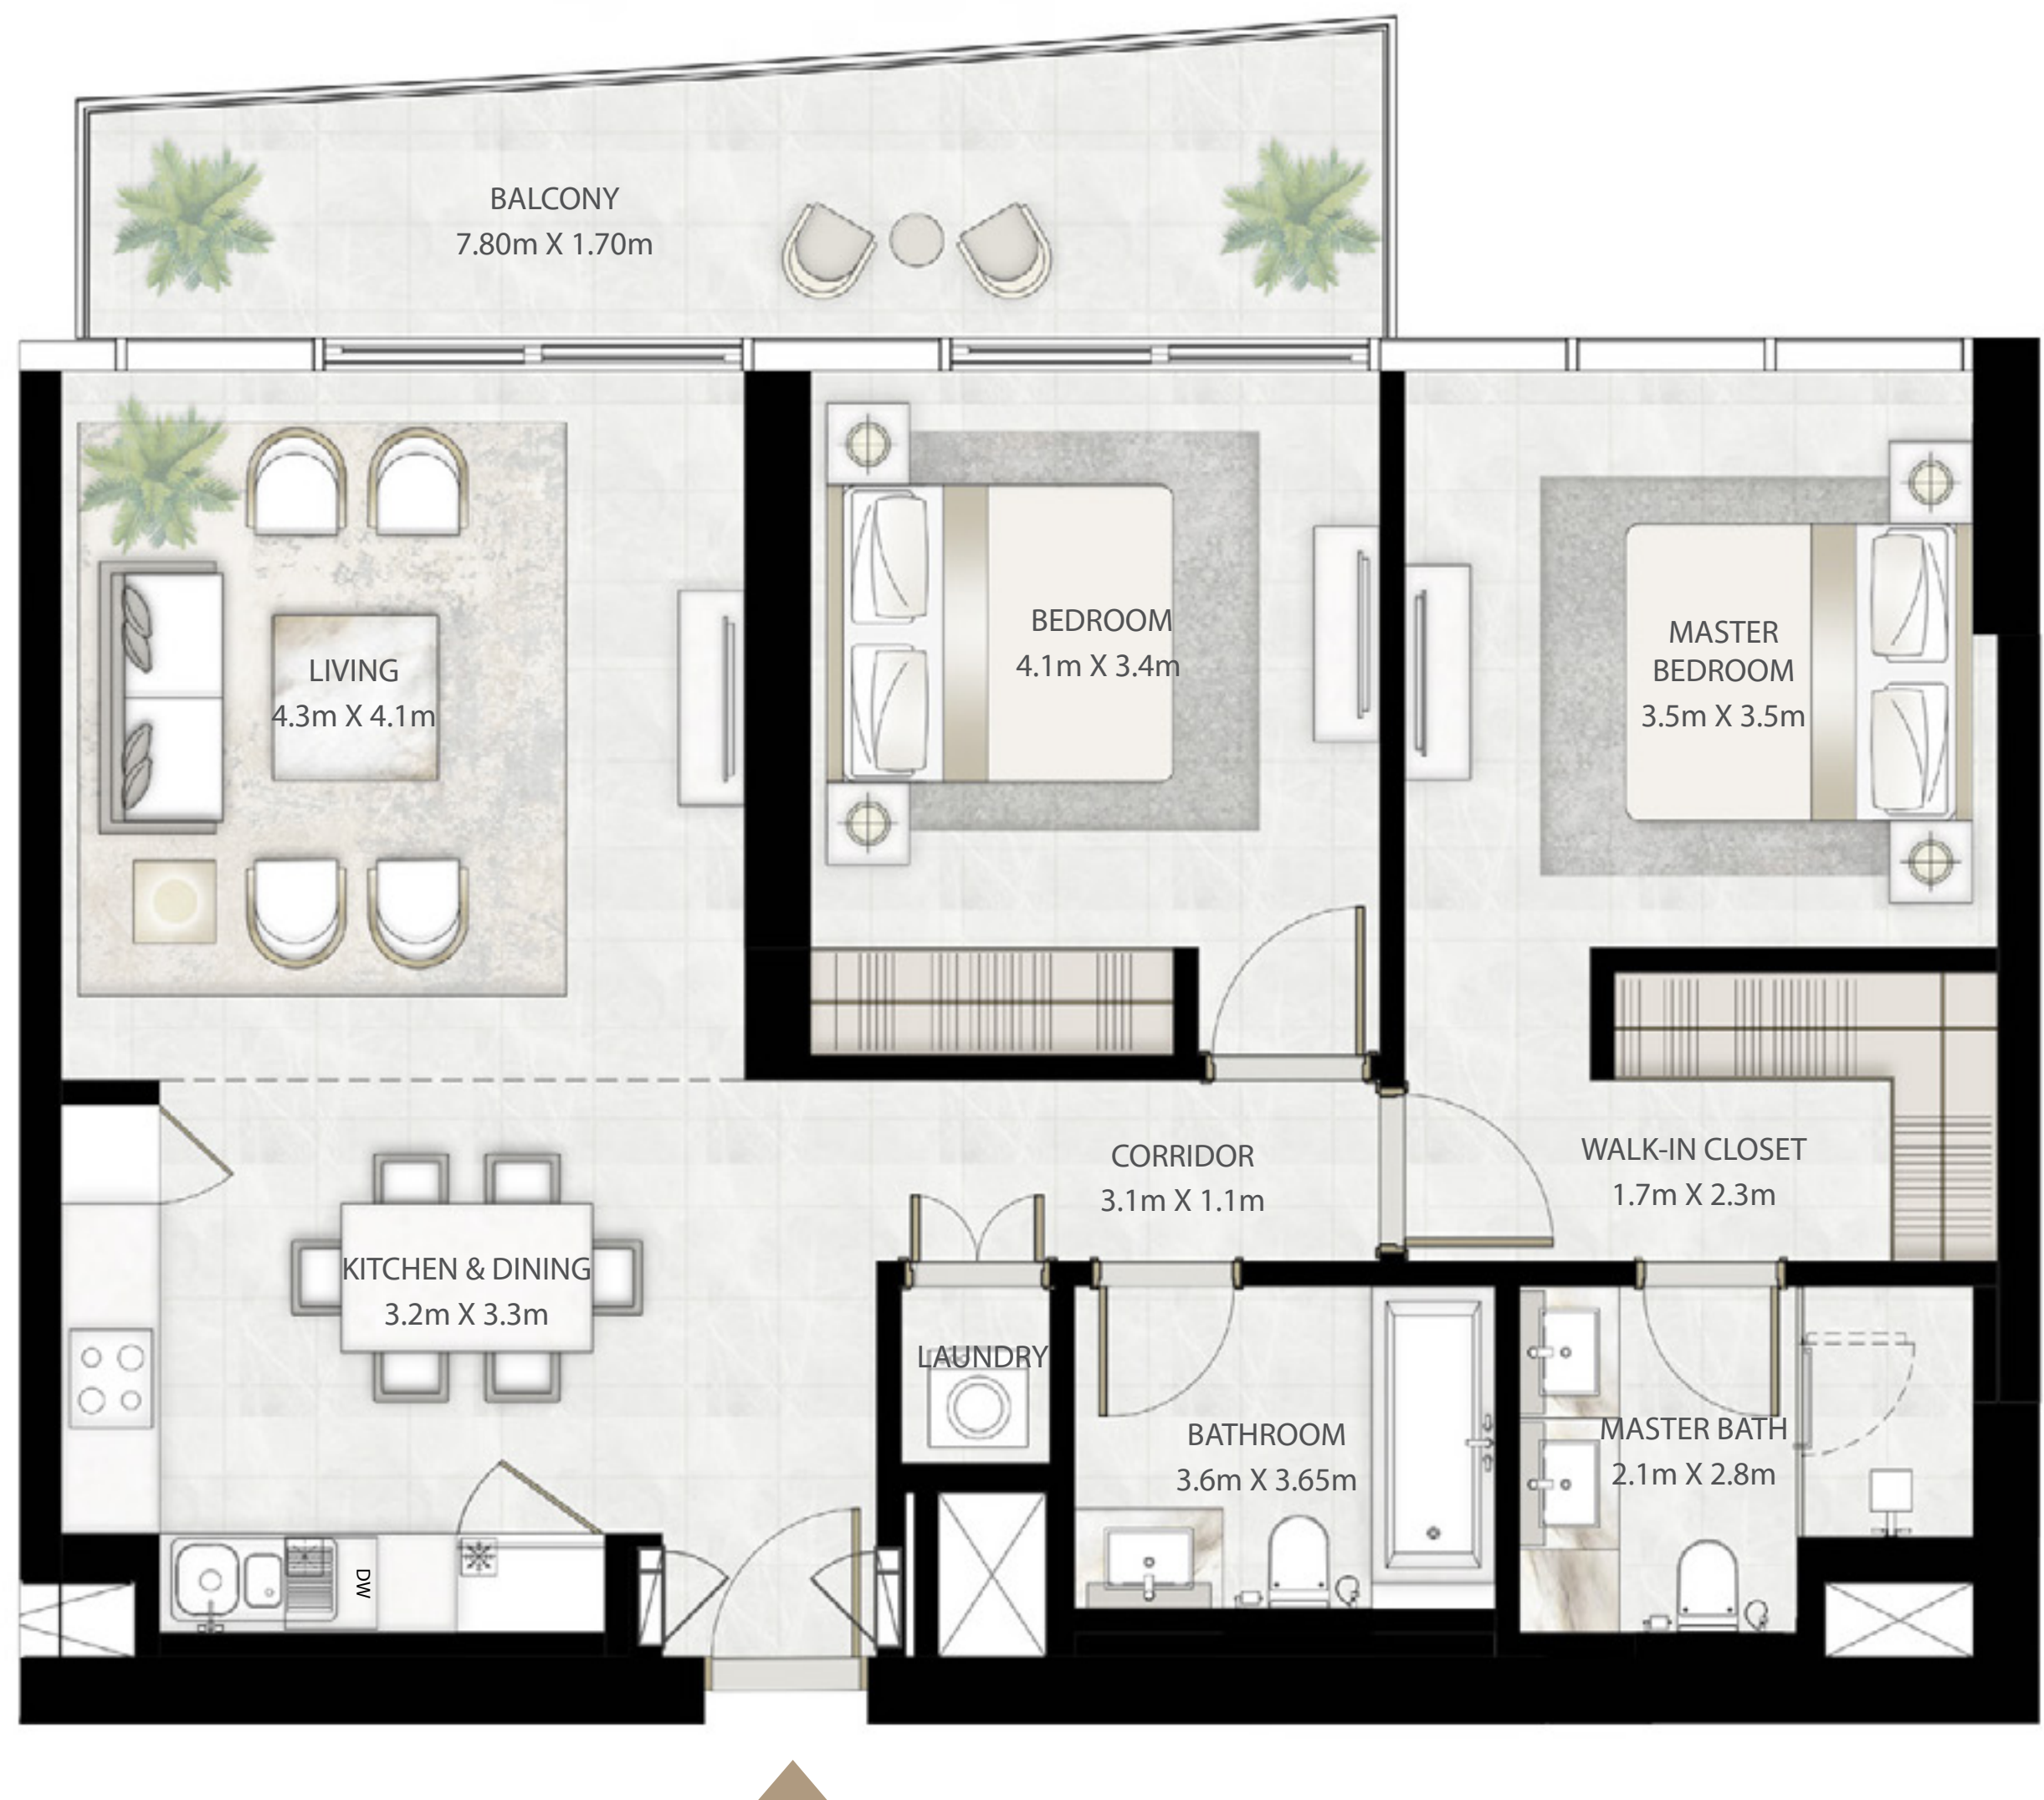 BALCONY
7.80m X 1.70m
LIVING
4.3m X 4.1m
BEDROOM
4.1m X 3.4m
MASTER
BEDROOM
3.5m X 3.5m
CORRIDOR
3.1m X 1.1m
WALK-IN CLOSET
1.7m X 2.3m
KITCHEN & DINING
3.2m X 3.3m
LAUNDRY
BATHROOM
3.6m X 3.65m
MASTER BATH
2.1m X 2.8m
DW